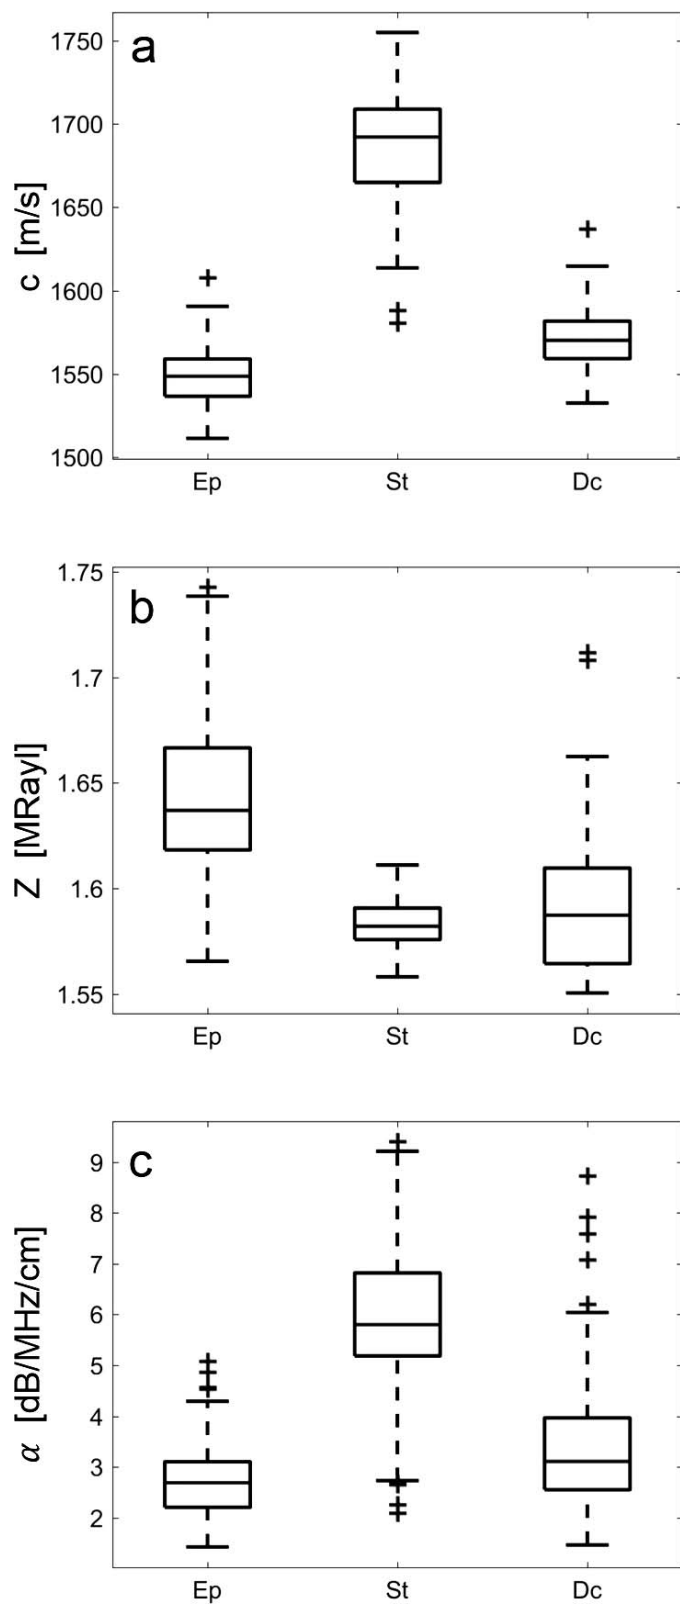 a
c [m/s]
1750
1700
1650
1600
1550
1500
Ep St Dc
b
Z [MRayl]
1.75
1.7
1.65
1.6
1.55
Ep St Dc
c
α [dB/MHz/cm]
9
8
7
6
5
4
3
2
Ep St Dc